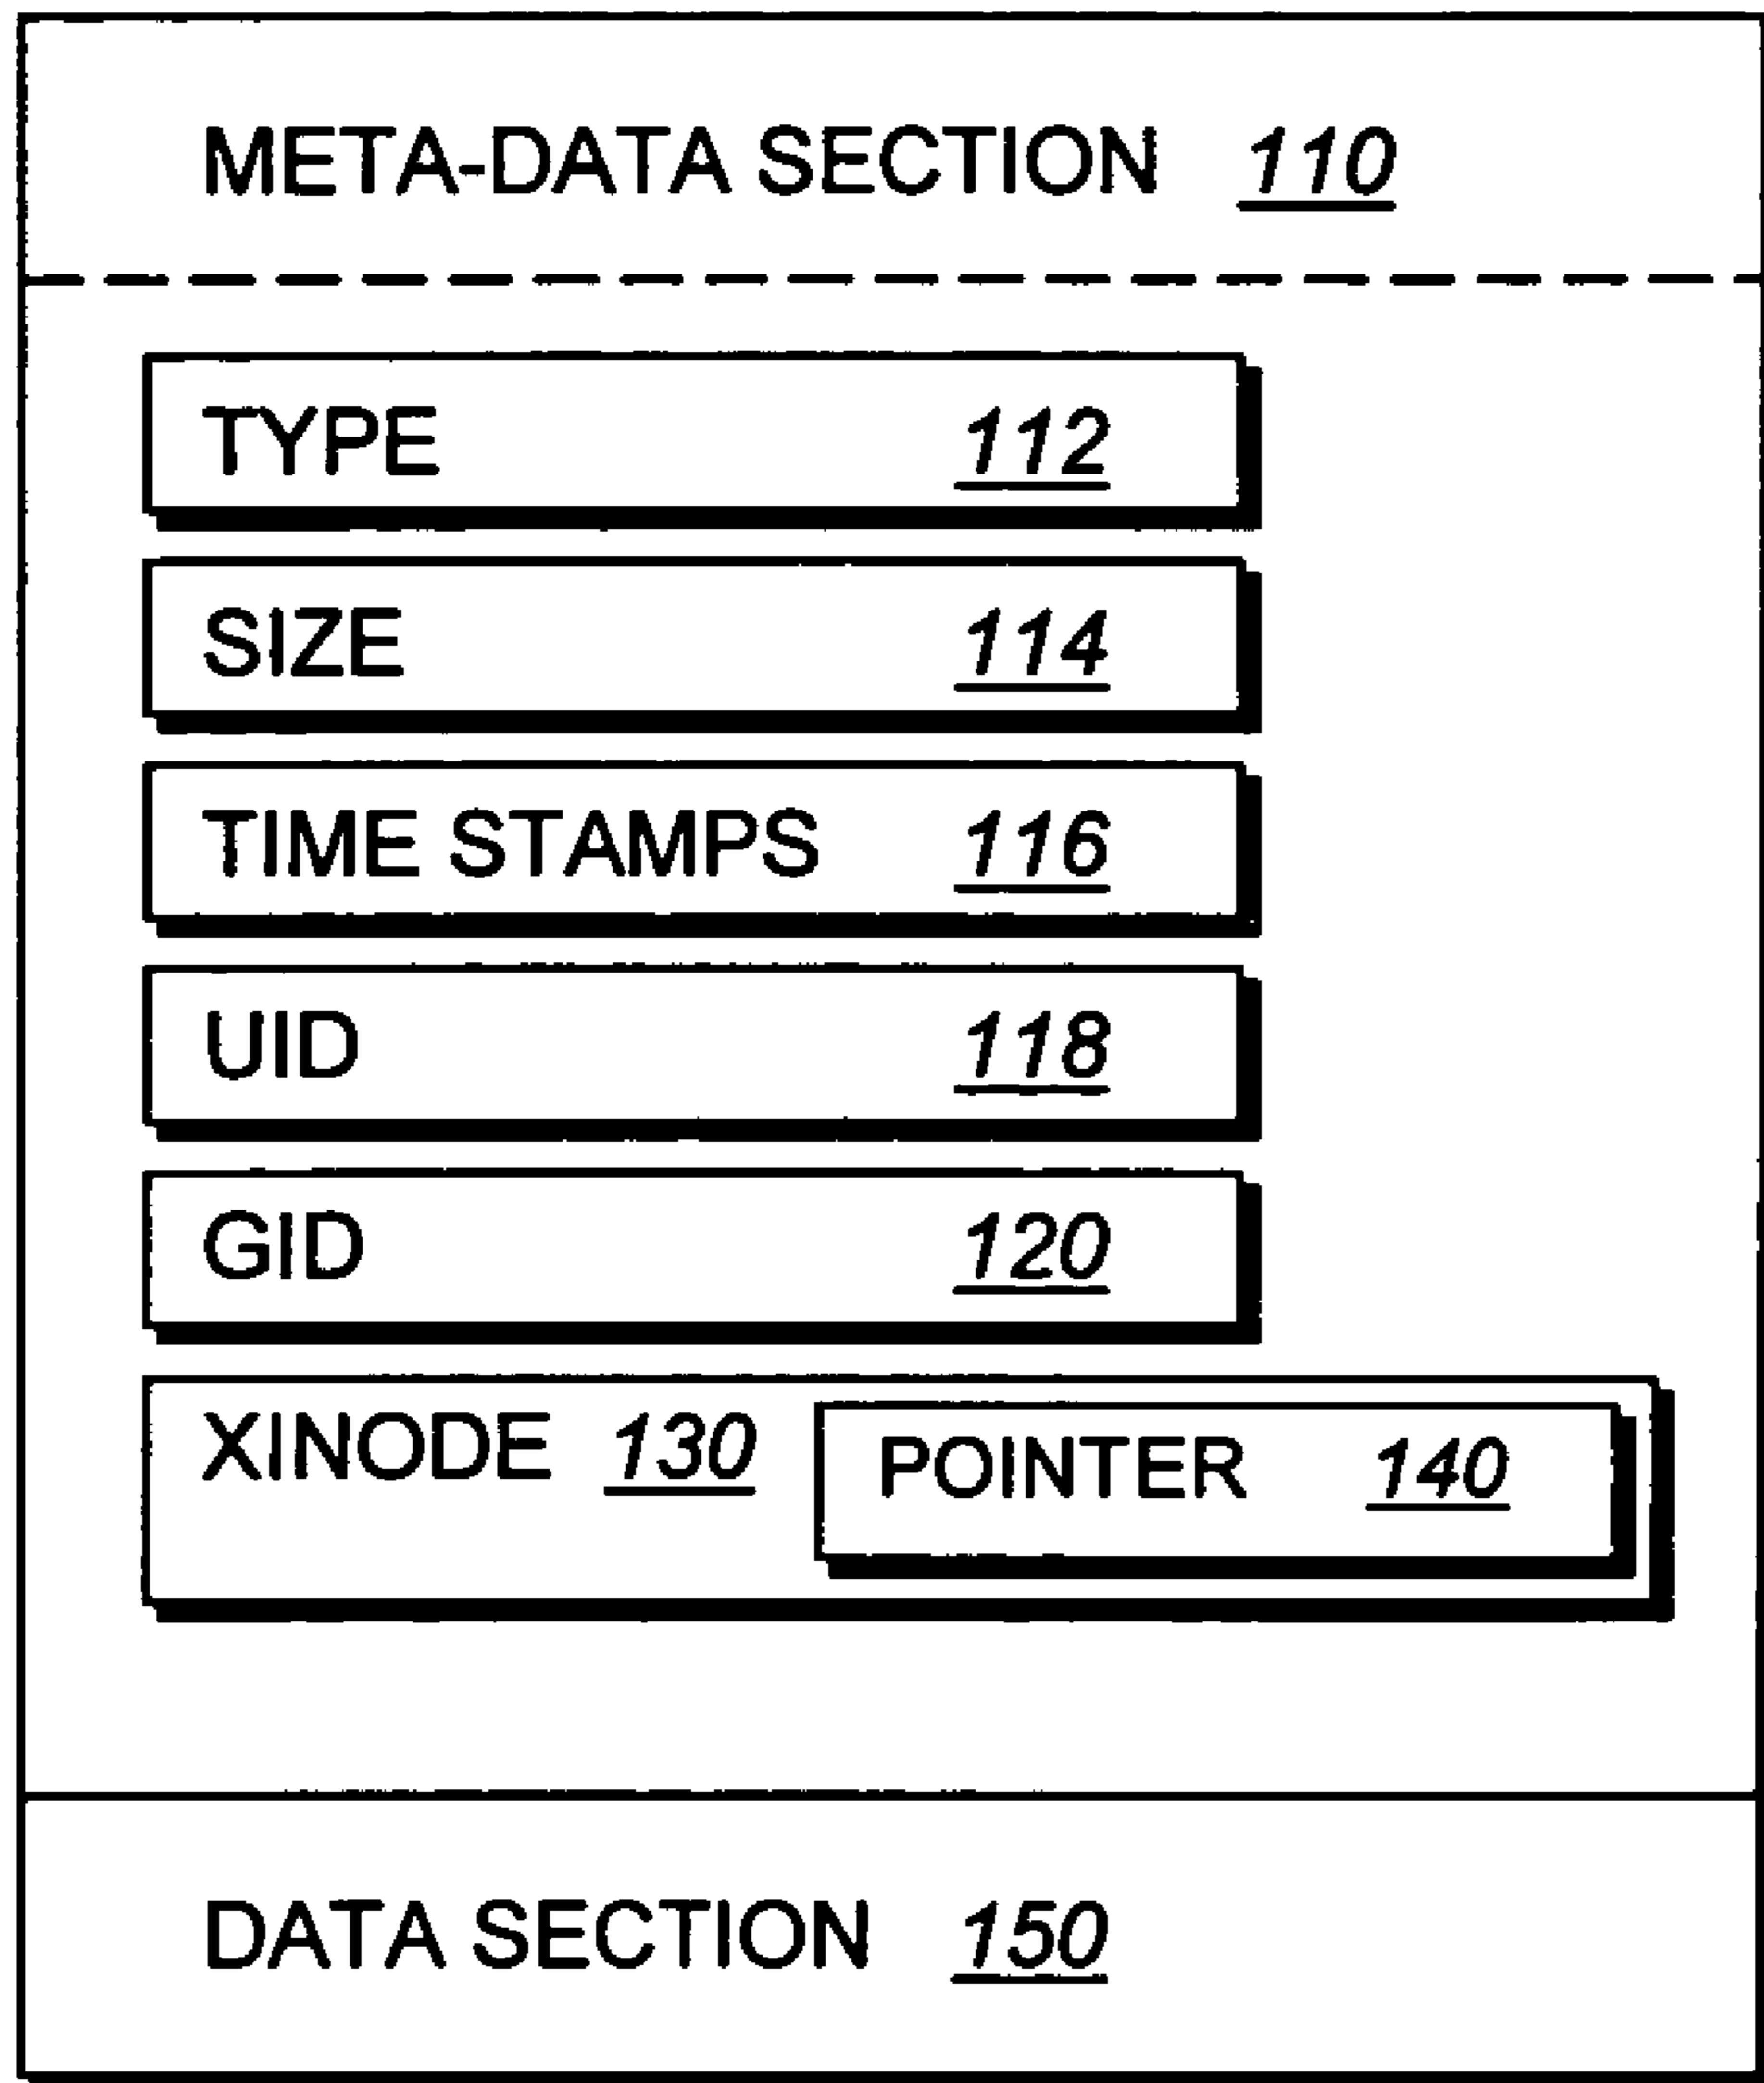 META-DATA SECTION 110
TYPE 112
SIZE 114
TIME STAMPS 116
UID 118
GID 120
XINODE 130 POINTER 140
DATA SECTION 150